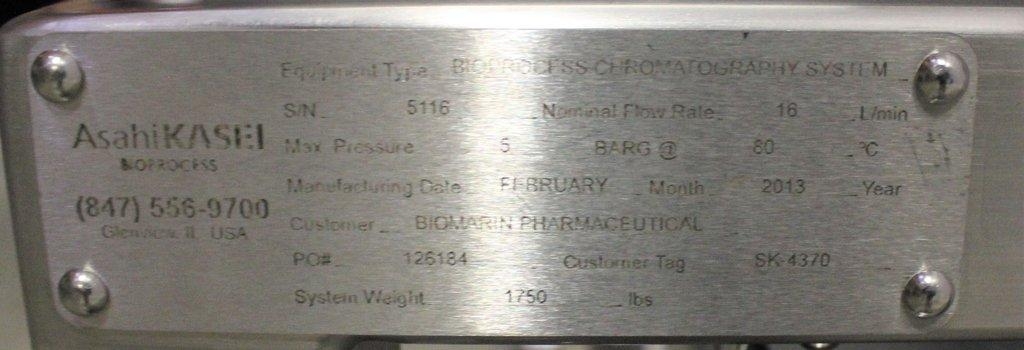 AsahiKASEI
BIOPROCESS
(847) 556-9700
Glenview, IL USA
Equipment Type BIOPROCESS CHROMATOGRAPHY SYSTEM
S/N 5116 Nominal Flow Rate 16 L/min
Max Pressure 5 BARG @ 80 °C
Manufacturing Date FEBRUARY Month 2013 Year
Customer BIOMARIN PHARMACEUTICAL
PO# 126184 Customer Tag SK-4370
System Weight 1750 lbs